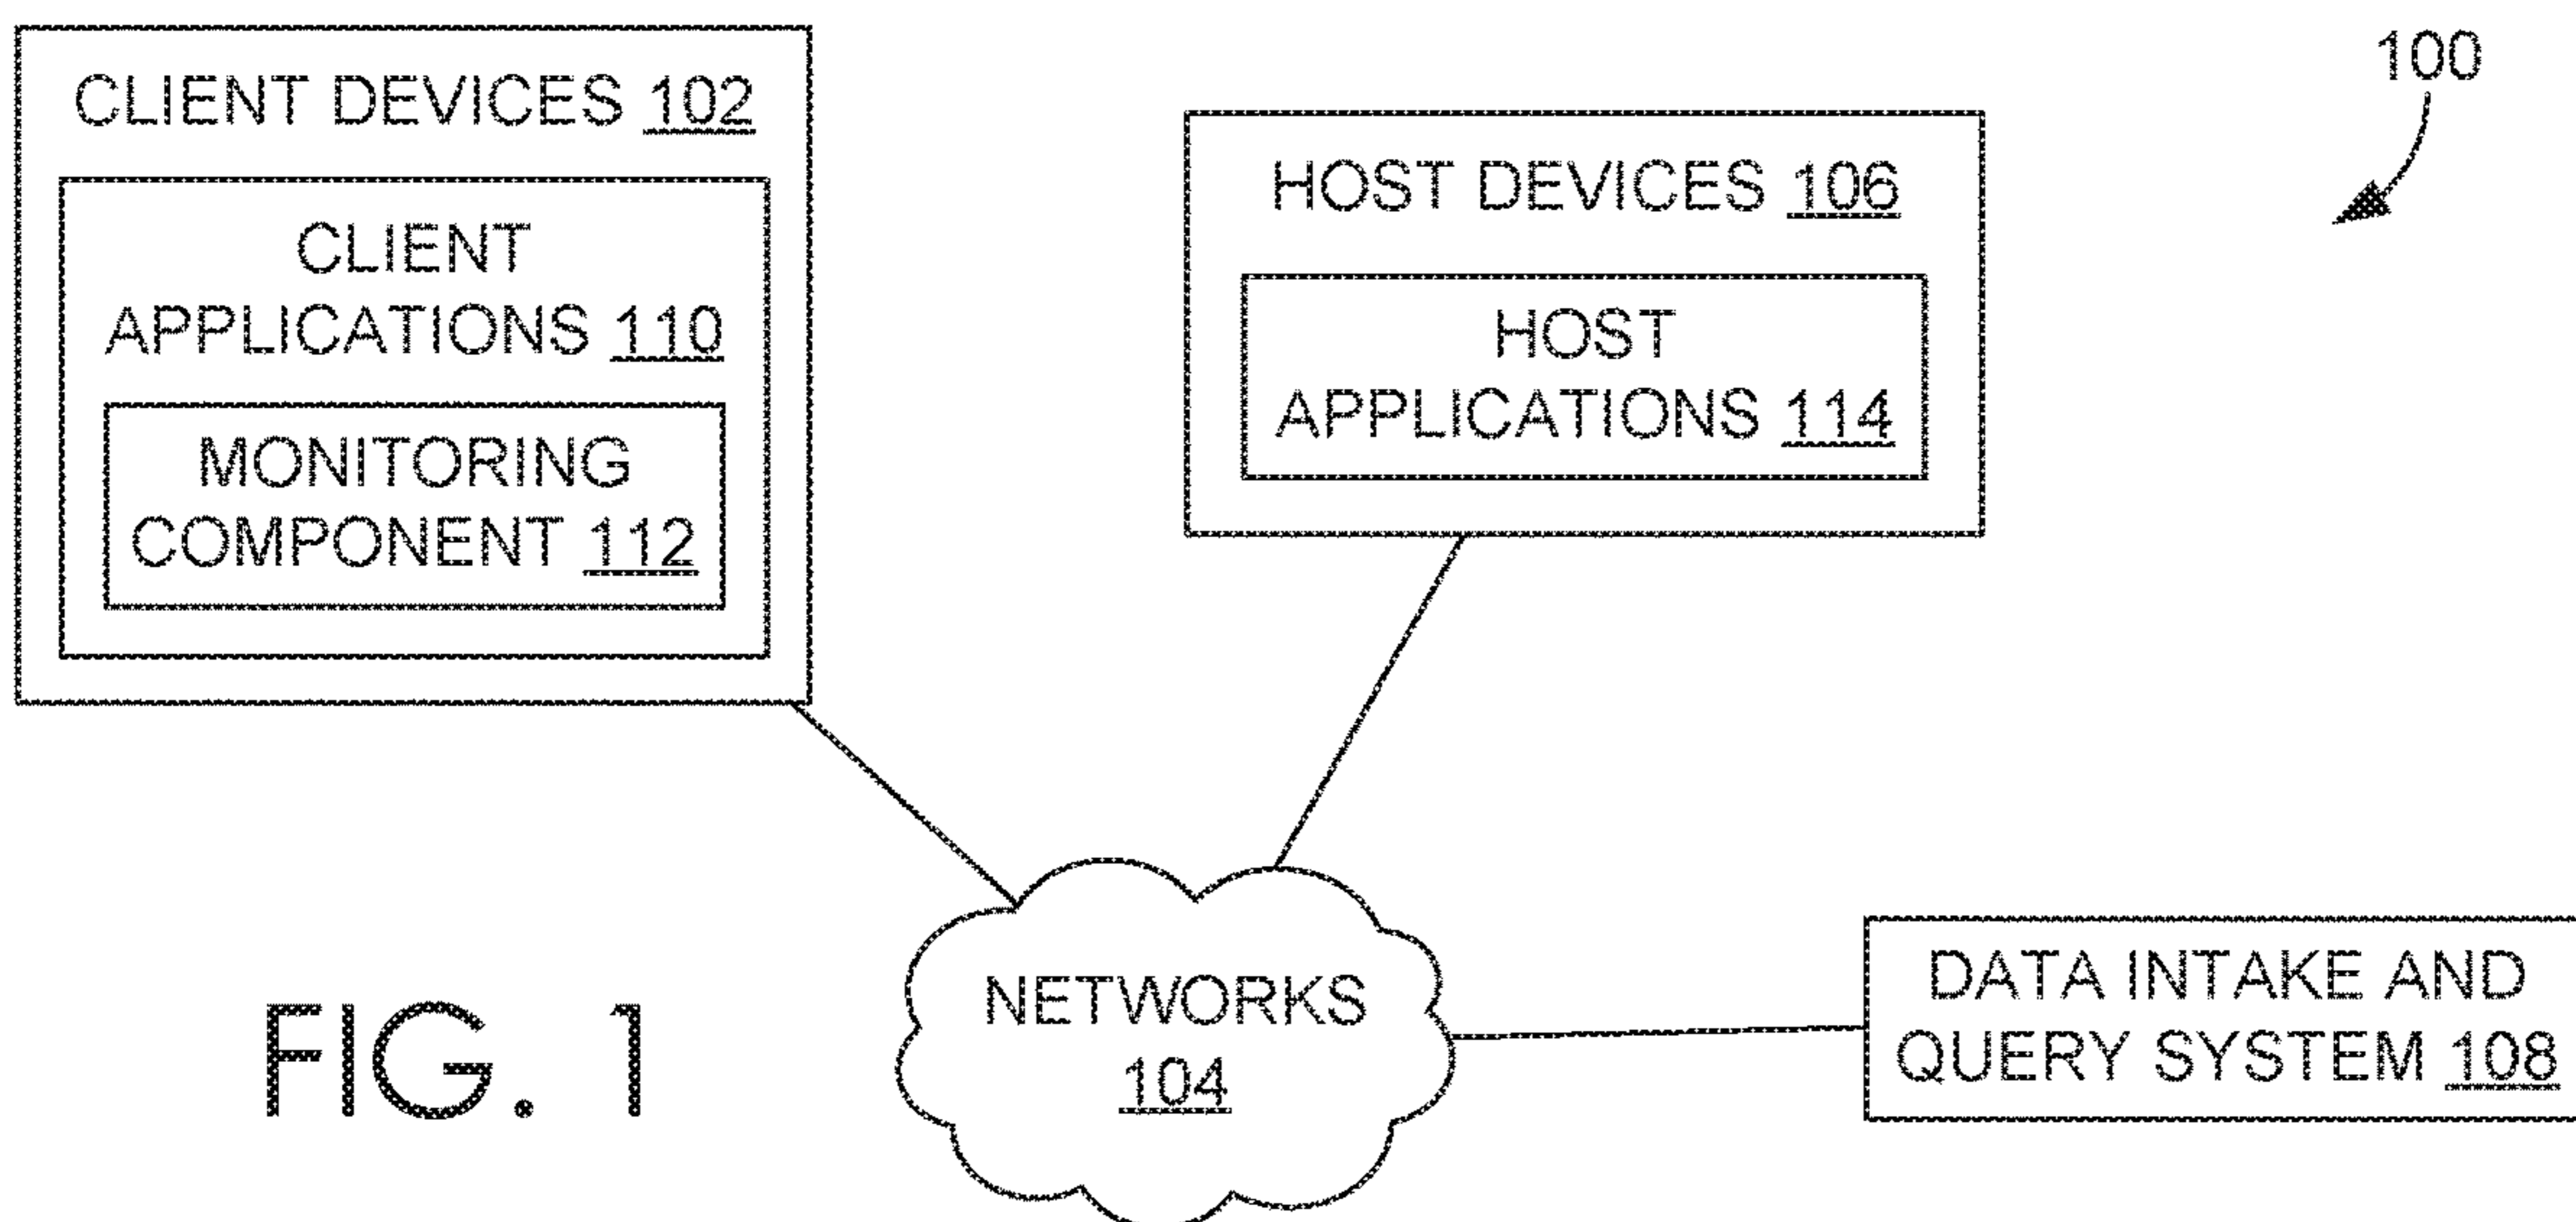 100
CLIENT DEVICES 102
CLIENT
APPLICATIONS 110
MONITORING
COMPONENT 112
HOST DEVICES 106
HOST
APPLICATIONS 114
NETWORKS
104
DATA INTAKE AND
QUERY SYSTEM 108
FIG. 1